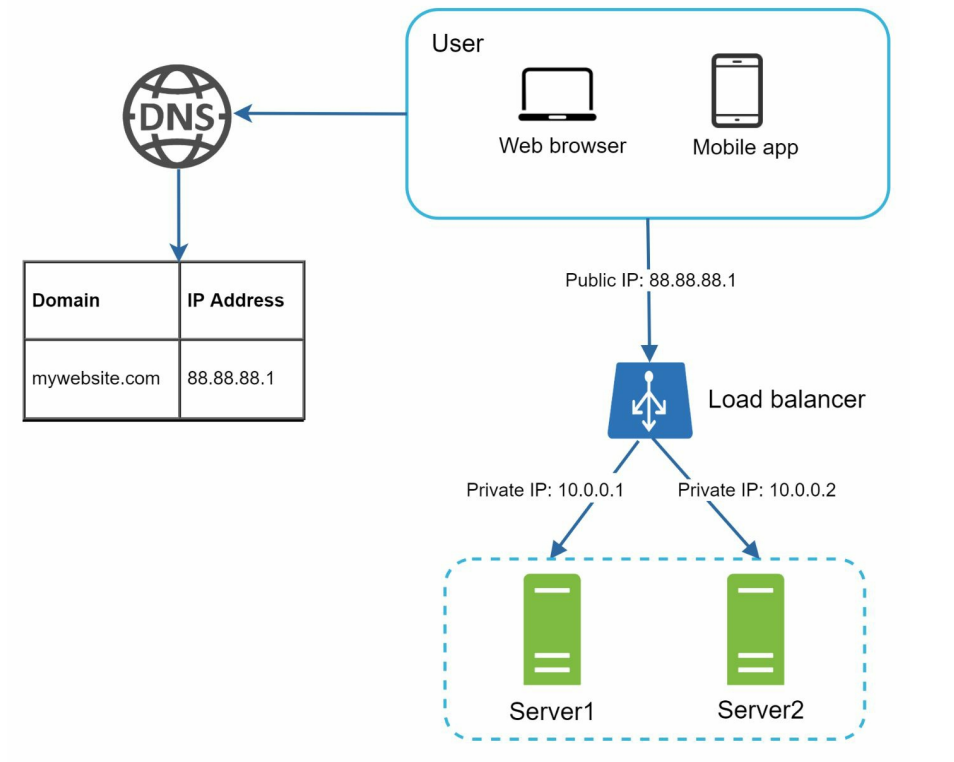 User
DNS
Web browser
Mobile app
Public IP: 88.88.88.1
Domain
IP Address
mywebsite.com
88.88.88.1
Load balancer
Private IP: 10.0.0.1
Private IP: 10.0.0.2
Server1
Server2